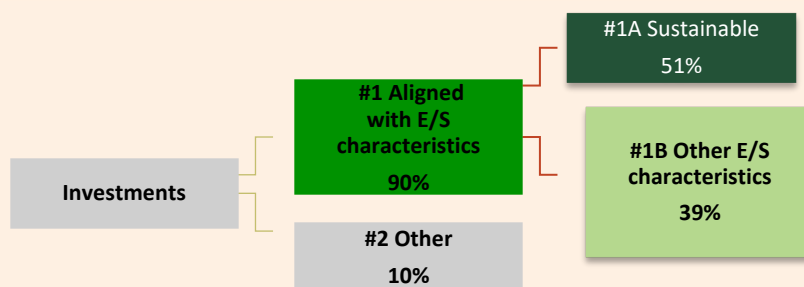 Investments
#1 Aligned
with E/S
characteristics
90%
#2 Other
10%
#1A Sustainable
51%
#1B Other E/S
characteristics
39%